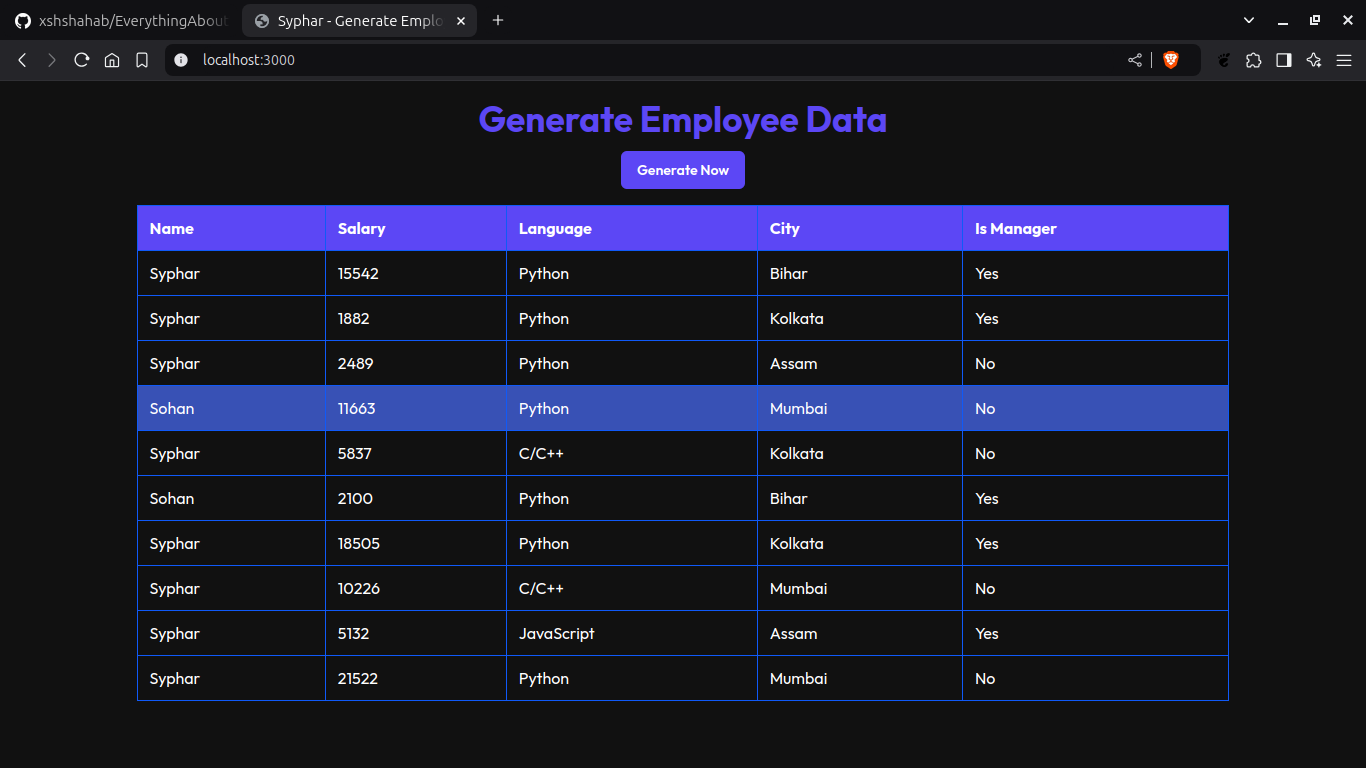 xshshahab/EverythingAbout
Syphar - Generate Emplo
localhost:3000
Generate Employee Data
Generate Now
Name Salary Language City Is Manager
Syphar 15542 Python Bihar Yes
Syphar 1882 Python Kolkata Yes
Syphar 2489 Python Assam No
Sohan 11663 Python Mumbai No
Syphar 5837 C/C++ Kolkata No
Sohan 2100 Python Bihar Yes
Syphar 18505 Python Kolkata Yes
Syphar 10226 C/C++ Mumbai No
Syphar 5132 JavaScript Assam Yes
Syphar 21522 Python Mumbai No